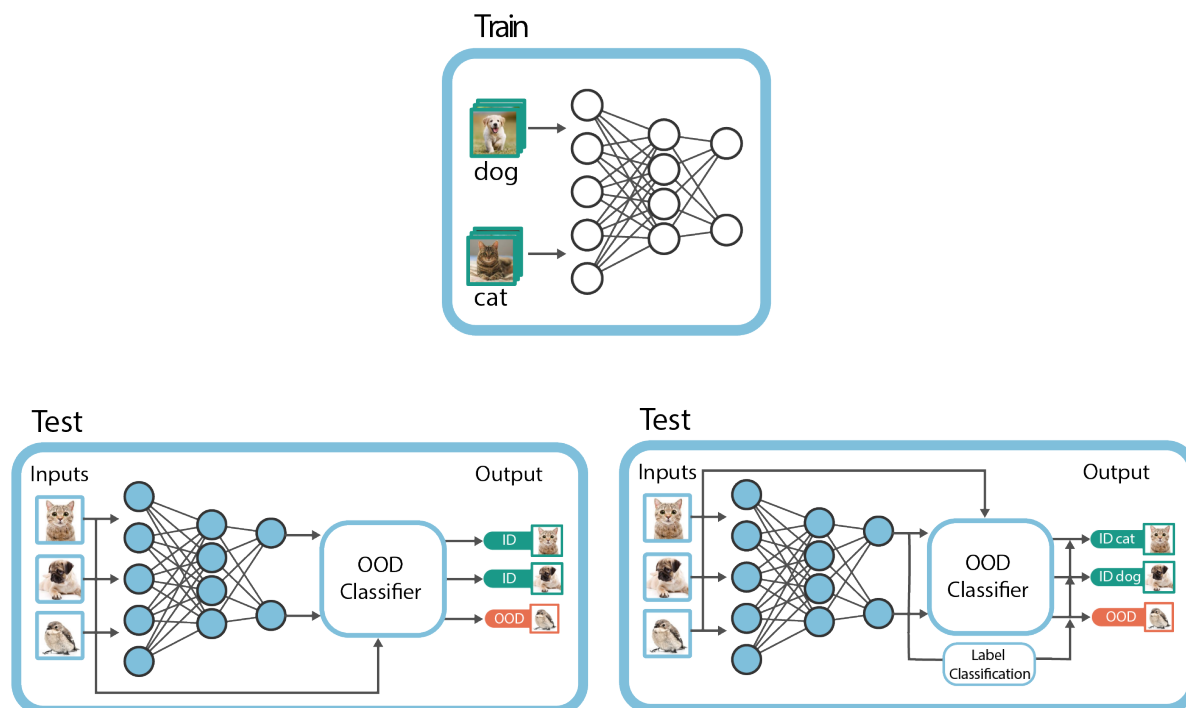 Train
dog
cat
Test
Inputs
Output
OOD
Classifier
ID
ID
OOD
Test
Inputs
Output
OOD
Classifier
ID cat
ID dog
OOD
Label
Classification